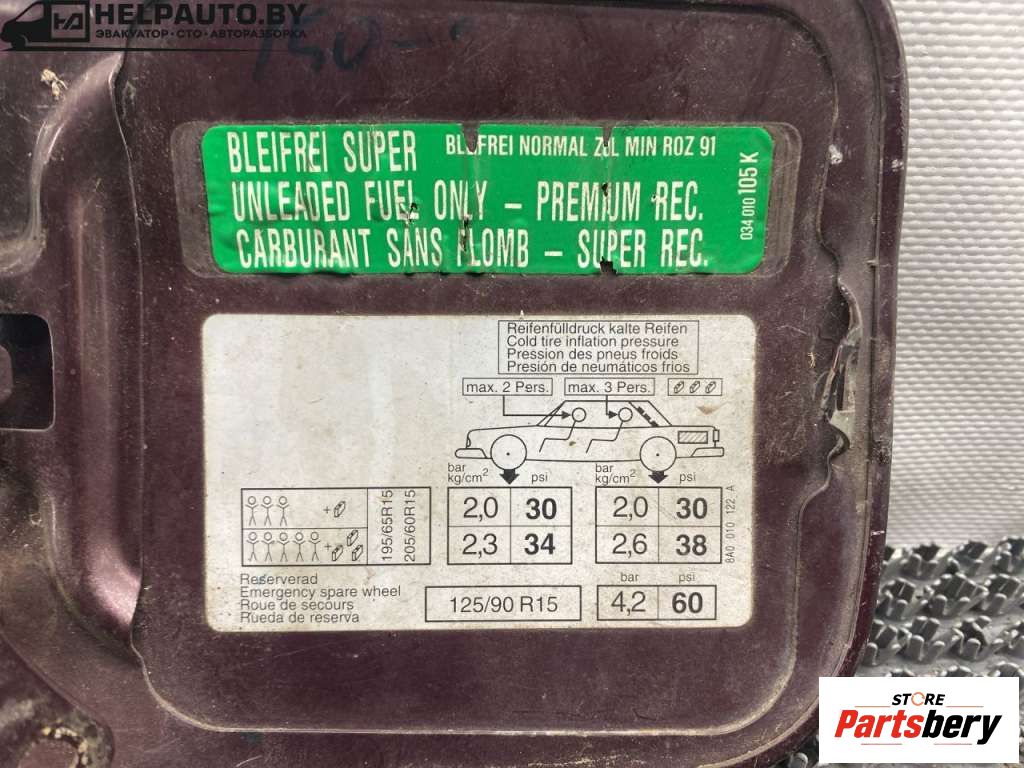 HELPAUTO.BY
ЭВАКУАТОР • СТО • АВТОРАЗБОРКА
BLEIFREI SUPER BLEIFREI NORMAL ZUL MIN ROZ 91
UNLEADED FUEL ONLY – PREMIUM REC.
CARBURANT SANS PLOMB – SUPER REC.
034 010 105 K
Reifenfülldruck kalte Reifen
Cold tire inflation pressure
Pression des pneus froids
Presión de neumáticos frios
max. 2 Pers. max. 3 Pers.
bar psi bar psi
kg/cm² kg/cm²
195/65R15
205/60R15
+ 2,0 30 2,0 30
+ 2,3 34 2,6 38
8A0 010 122 A
Reserverad
Emergency spare wheel
Roue de secours
Rueda de reserva
bar psi
125/90 R15 4,2 60
STORE
Partsbery